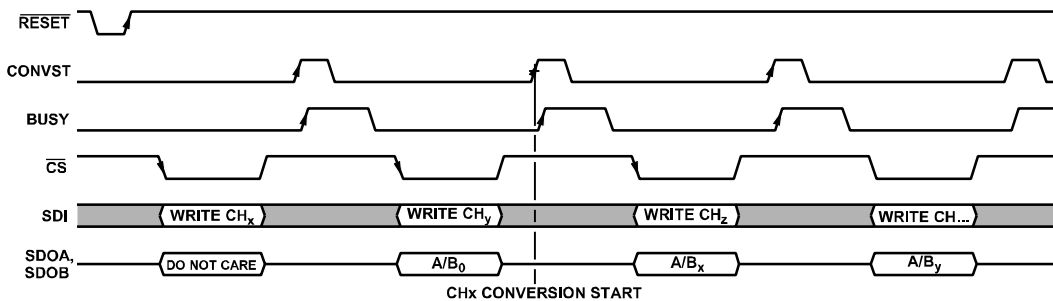 RESET
CONVST
BUSY
CS
SDI WRITE CHx WRITE CHy WRITE CHz WRITE CH...
SDOA,
SDOB
DO NOT CARE A/B0 A/Bx A/By
CHx CONVERSION START